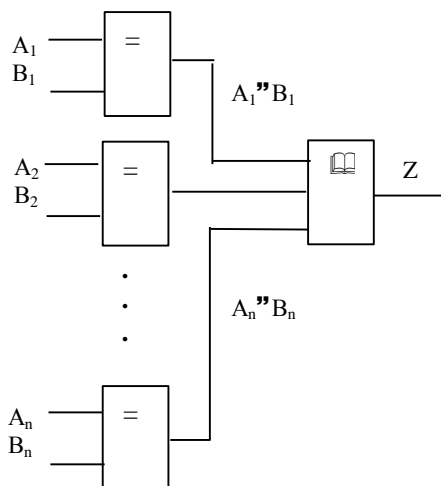 A₁
B₁
=
A₁❞B₁
A₂
B₂
=
🕮
Z
.
.
.
Aₙ❞Bₙ
Aₙ
Bₙ
=